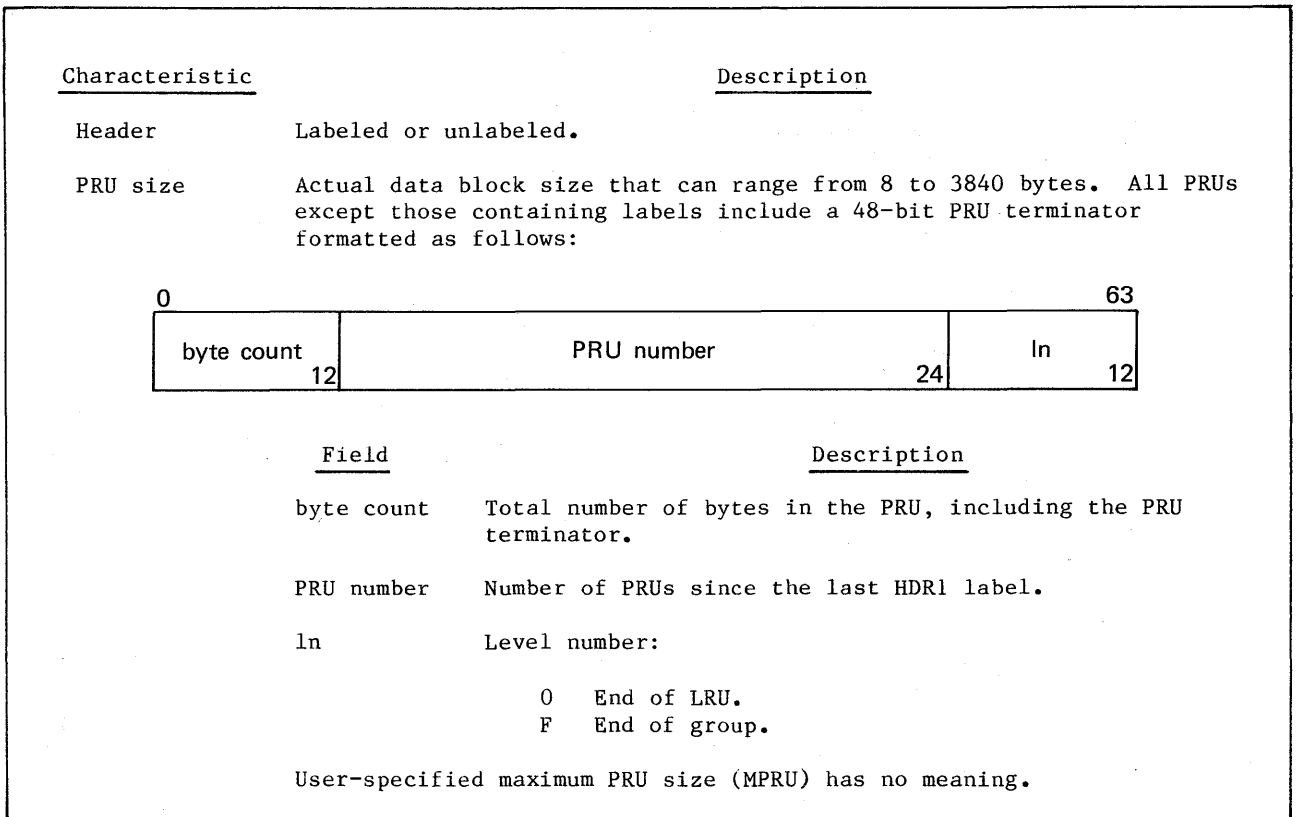 Characteristic Description
Header Labeled or unlabeled.
PRU size Actual data block size that can range from 8 to 3840 bytes. All PRUs
except those containing labels include a 48-bit PRU terminator
formatted as follows:
0 63
byte count 12 PRU number 24 ln 12
Field Description
byte count Total number of bytes in the PRU, including the PRU
terminator.
PRU number Number of PRUs since the last HDR1 label.
ln Level number:
0 End of LRU.
F End of group.
User-specified maximum PRU size (MPRU) has no meaning.